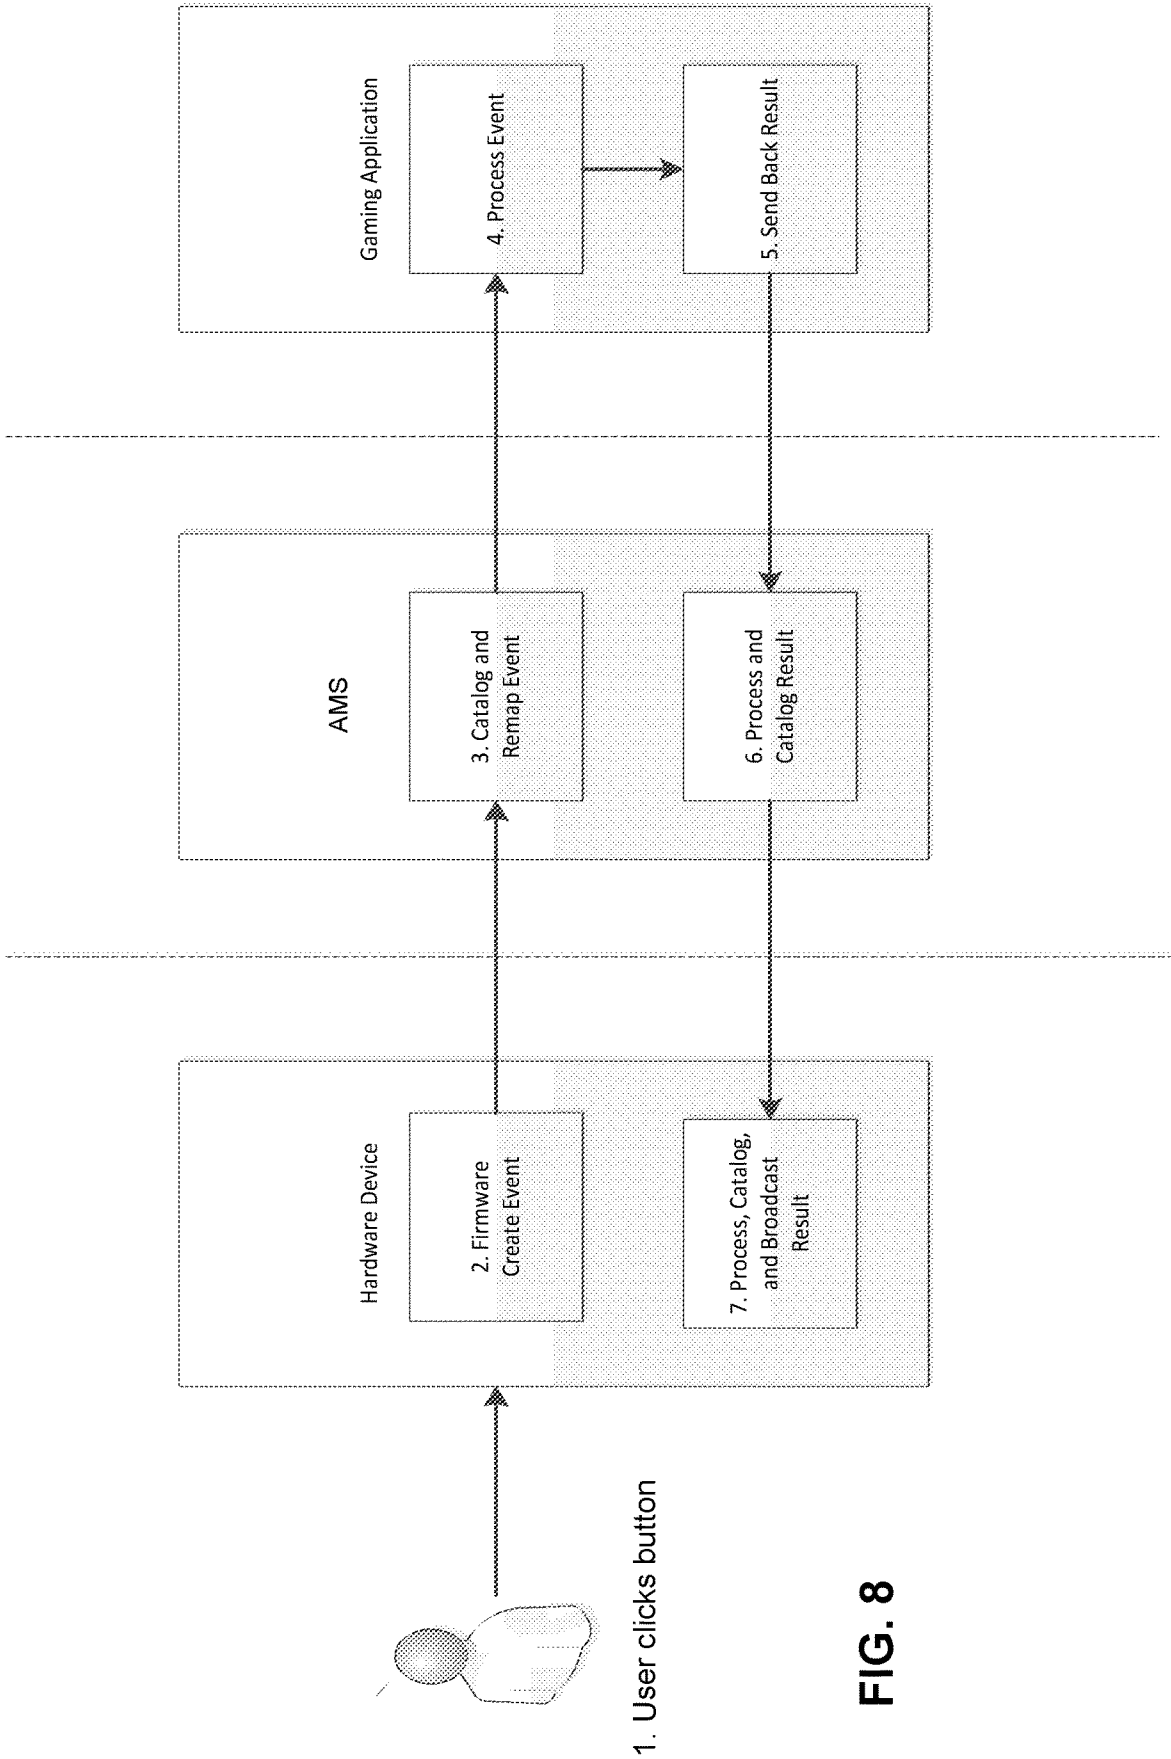 1. User clicks button
Hardware Device
2. Firmware
Create Event
AMS
3. Catalog and
Remap Event
Gaming Application
4. Process Event
5. Send Back Result
6. Process and
Catalog Result
7. Process, Catalog,
and Broadcast
Result
FIG. 8